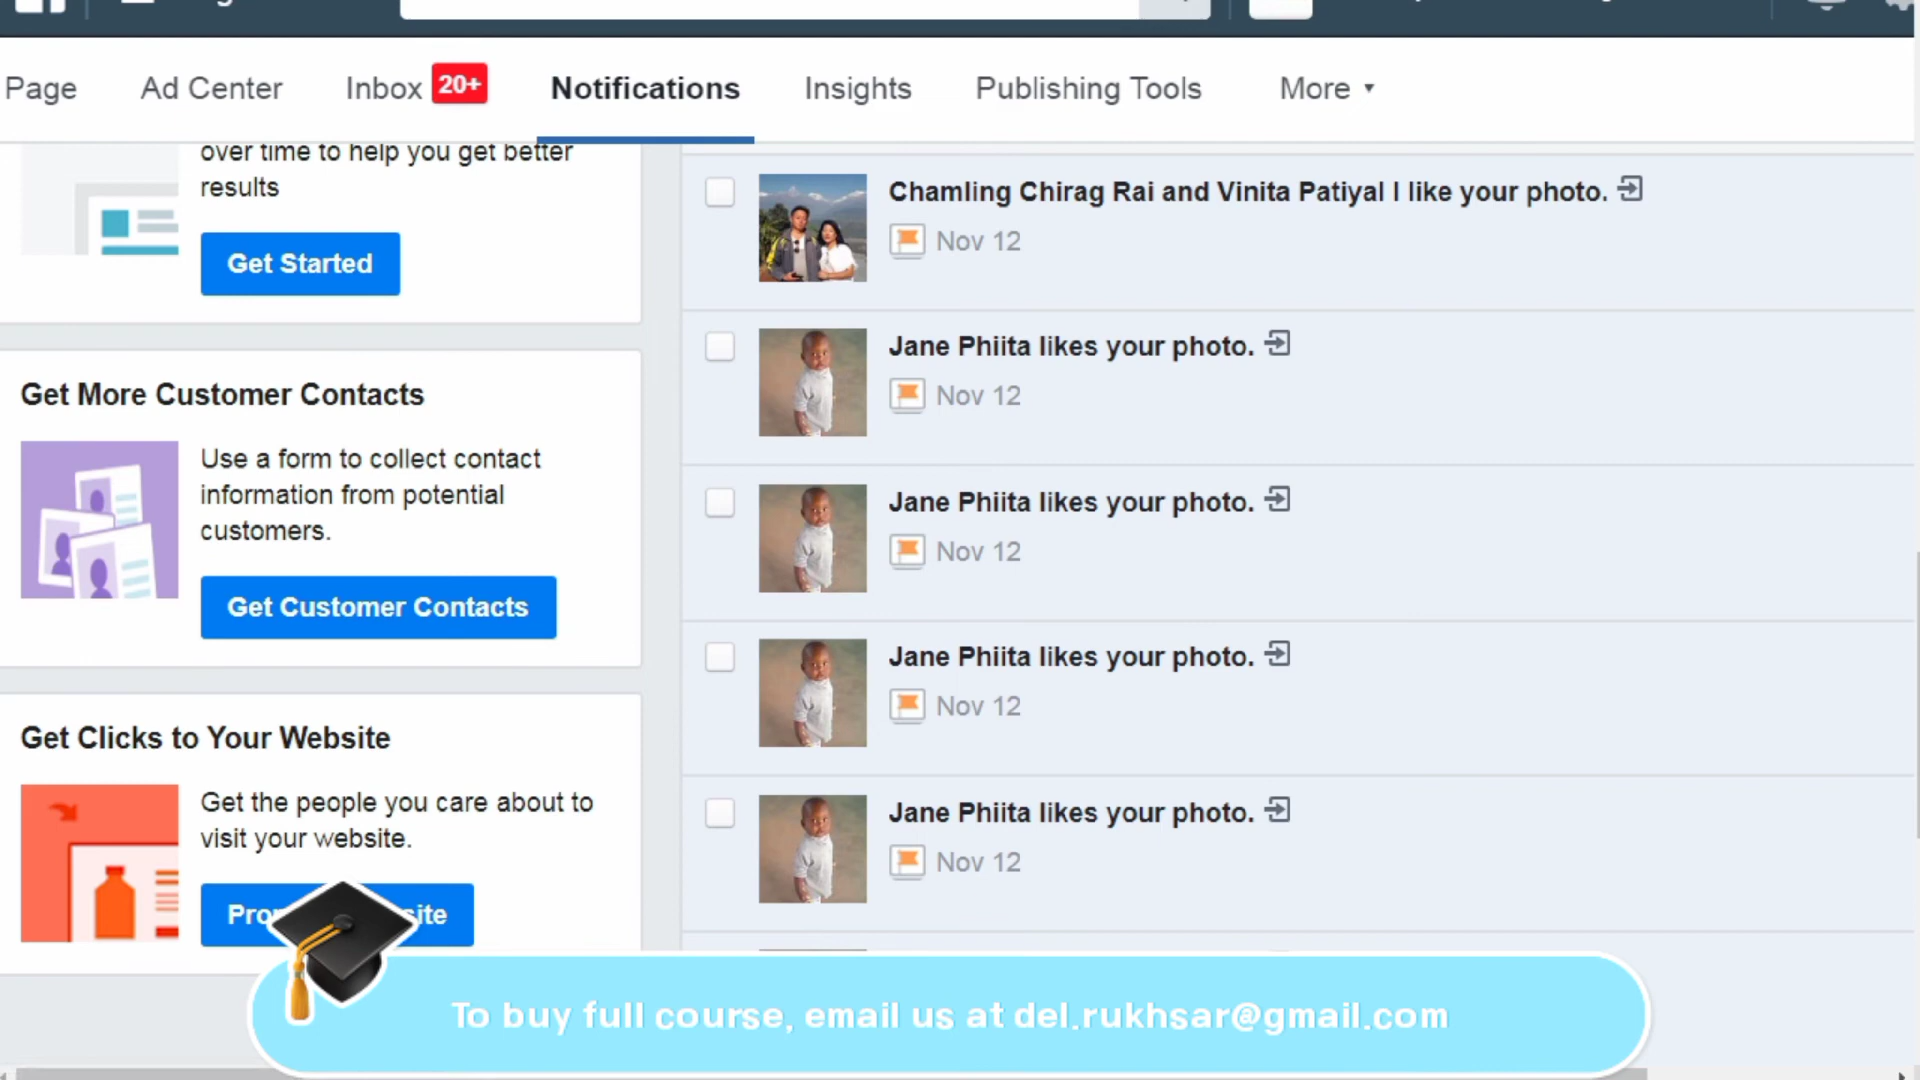 Page
Ad Center
Inbox 20+
Notifications
Insights
Publishing Tools
More
over time to help you get better
results
Get Started
Get More Customer Contacts
Use a form to collect contact
information from potential
customers.
Get Customer Contacts
Get Clicks to Your Website
Get the people you care about to
visit your website.
Chamling Chirag Rai and Vinita Patiyal I like your photo.
Nov 12
Jane Phiita likes your photo.
Nov 12
Jane Phiita likes your photo.
Nov 12
Jane Phiita likes your photo.
Nov 12
Jane Phiita likes your photo.
Nov 12
To buy full course, email us at del.rukhsar@gmail.com